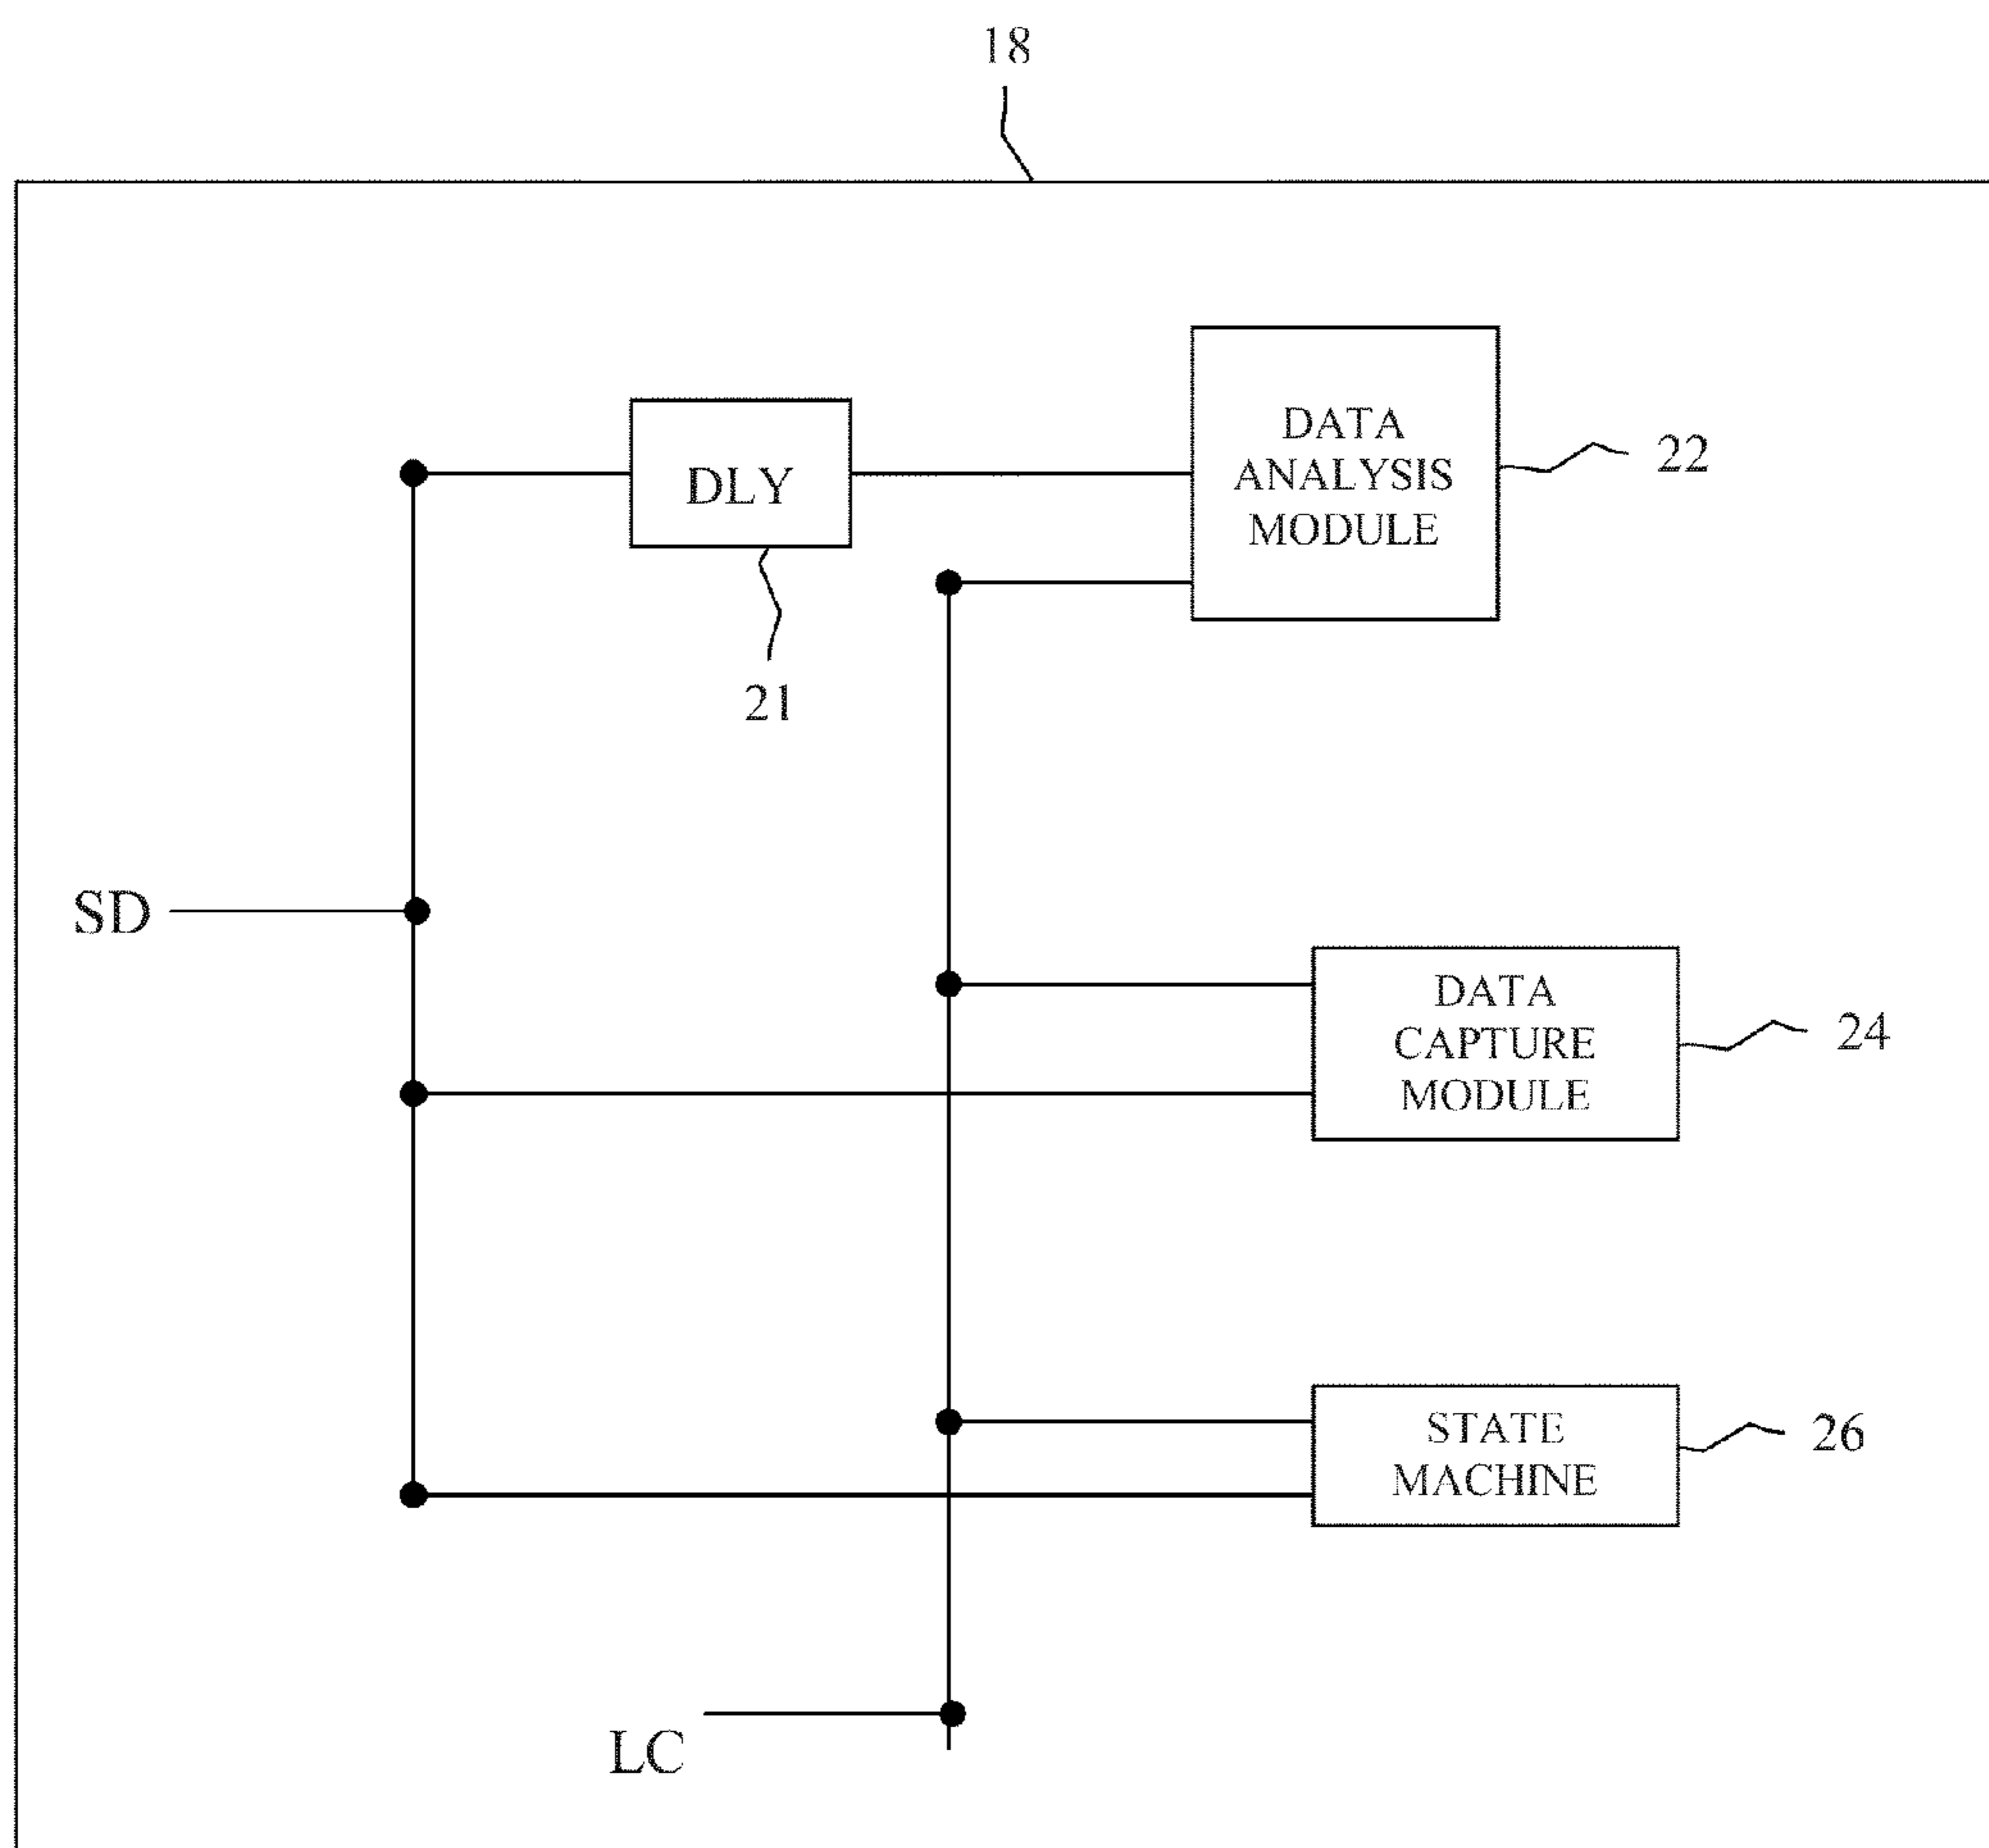 18
DATA
ANALYSIS
MODULE
22
DLY
21
SD
DATA
CAPTURE
MODULE
24
STATE
MACHINE
26
LC